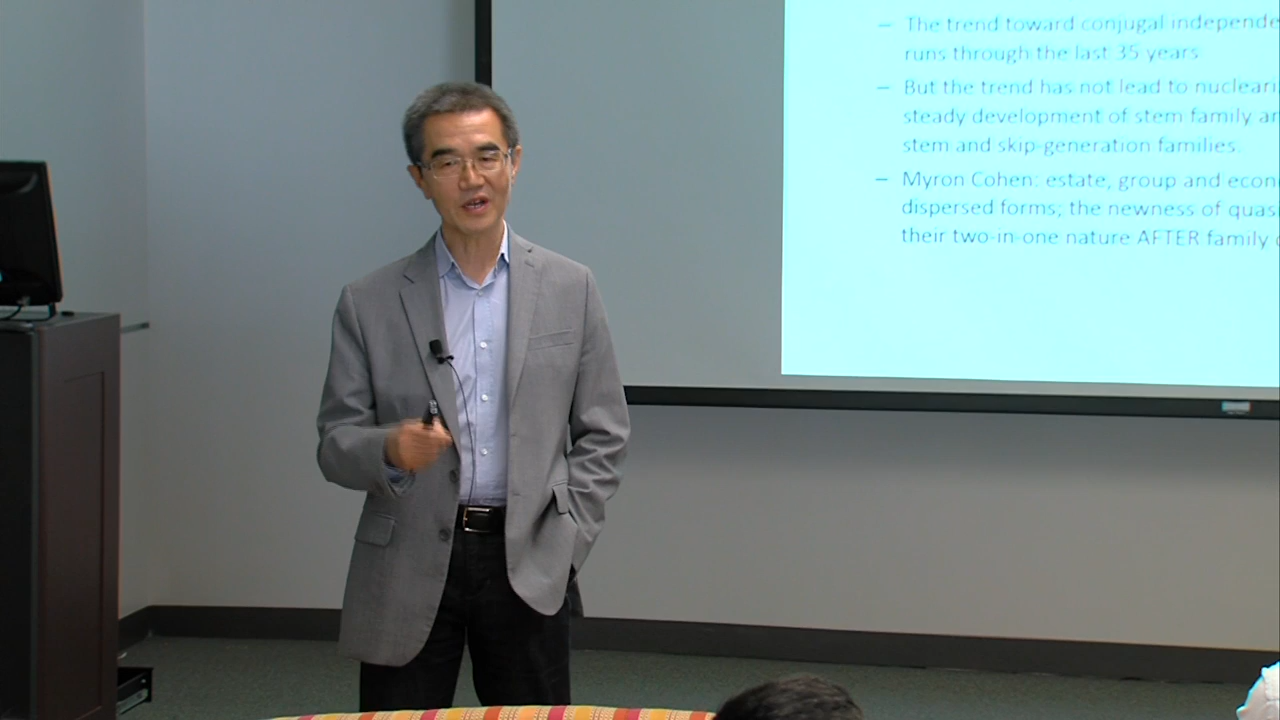 – The trend toward conjugal independe
runs through the last 35 years
– But the trend has not lead to nucleari
steady development of stem family an
stem and skip-generation families.
– Myron Cohen: estate, group and econ
dispersed forms; the newness of quas
their two-in-one nature AFTER family